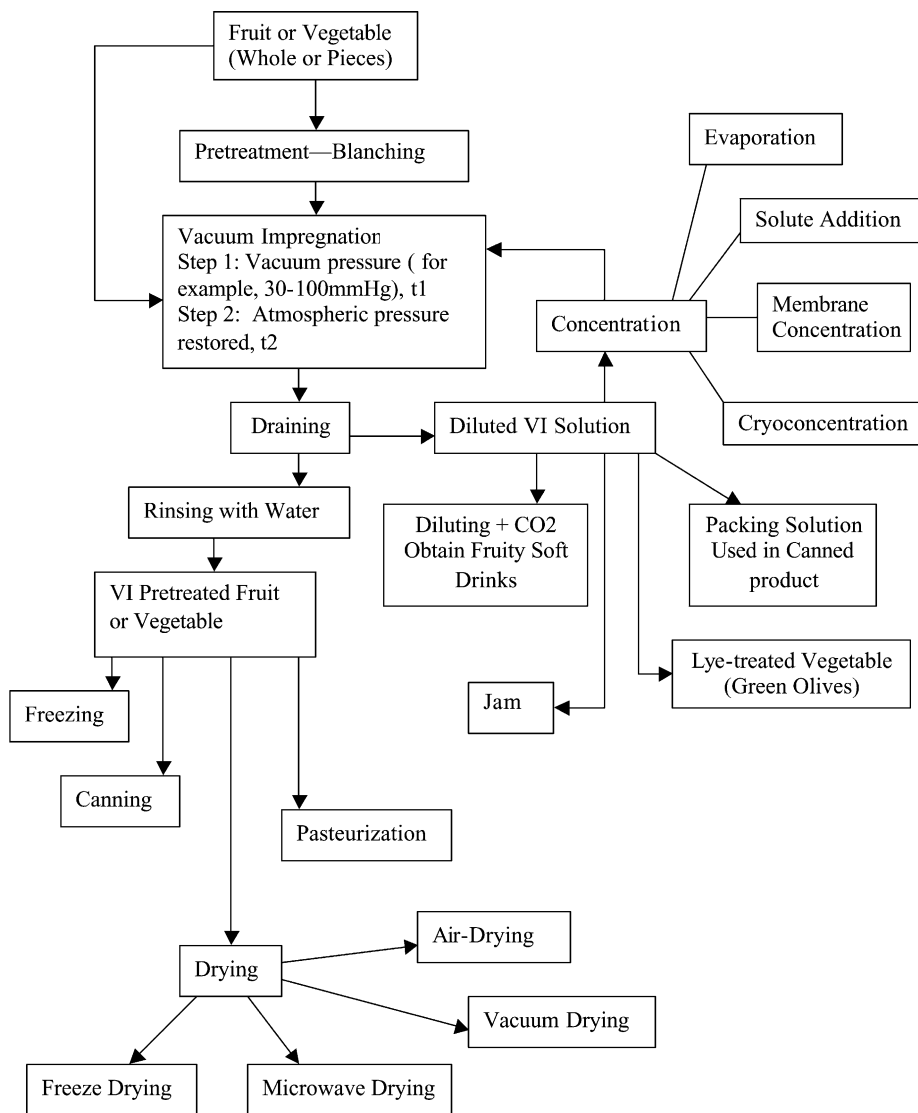 Fruit or Vegetable
(Whole or Pieces)
Pretreatment—Blanching
Vacuum Impregnation
Step 1: Vacuum pressure ( for
example, 30-100mmHg), t1
Step 2:  Atmospheric pressure
restored, t2
Evaporation
Solute Addition
Membrane
Concentration
Concentration
Cryoconcentration
Draining
Diluted VI Solution
Rinsing with Water
Diluting + CO2
Obtain Fruity Soft
Drinks
Packing Solution
Used in Canned
product
VI Pretreated Fruit
or Vegetable
Lye-treated Vegetable
(Green Olives)
Jam
Freezing
Canning
Pasteurization
Air-Drying
Drying
Vacuum Drying
Freeze Drying
Microwave Drying